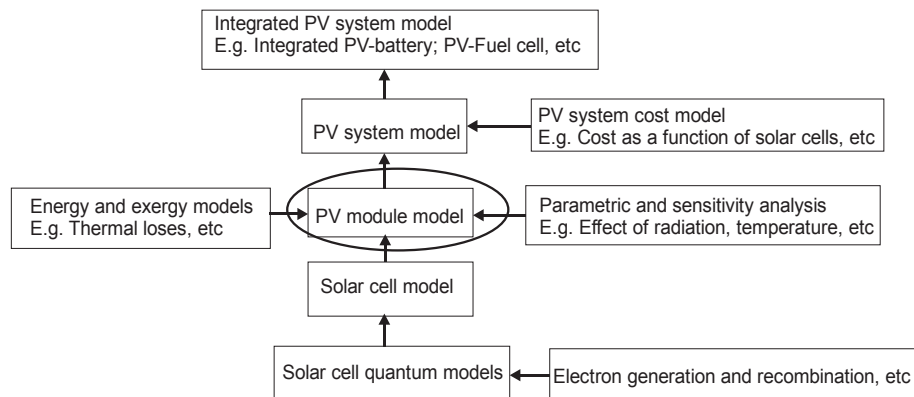 Integrated PV system model
E.g. Integrated PV-battery; PV-Fuel cell, etc
PV system model
PV system cost model
E.g. Cost as a function of solar cells, etc
Energy and exergy models
E.g. Thermal loses, etc
PV module model
Parametric and sensitivity analysis
E.g. Effect of radiation, temperature, etc
Solar cell model
Solar cell quantum models
Electron generation and recombination, etc